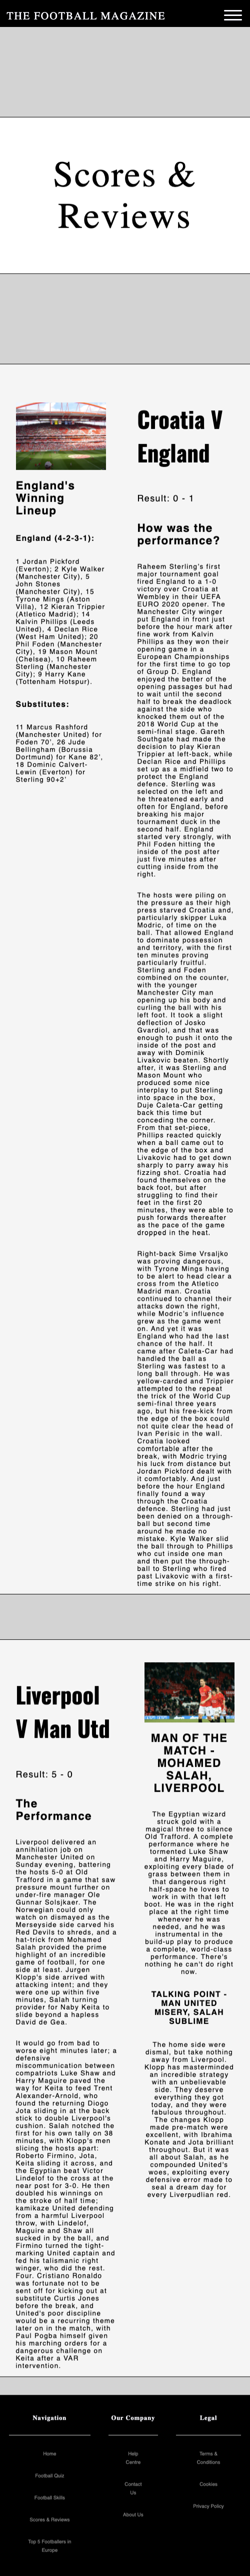 THE FOOTBALL MAGAZINE
Scores &
Reviews
England's
Winning
Lineup
England (4-2-3-1):
1 Jordan Pickford
(Everton); 2 Kyle Walker
(Manchester City), 5
John Stones
(Manchester City), 15
Tyrone Mings (Aston
Villa), 12 Kieran Trippier
(Atletico Madrid); 14
Kalvin Phillips (Leeds
United), 4 Declan Rice
(West Ham United); 20
Phil Foden (Manchester
City), 19 Mason Mount
(Chelsea), 10 Raheem
Sterling (Manchester
City); 9 Harry Kane
(Tottenham Hotspur).
Substitutes:
11 Marcus Rashford
(Manchester United) for
Foden 70', 26 Jude
Bellingham (Borussia
Dortmund) for Kane 82',
18 Dominic Calvert-
Lewin (Everton) for
Sterling 90+2'
Croatia V
England
Result: 0 - 1
How was the
performance?
Raheem Sterling's first
major tournament goal
fired England to a 1-0
victory over Croatia at
Wembley in their UEFA
EURO 2020 opener. The
Manchester City winger
put England in front just
before the hour mark after
fine work from Kalvin
Phillips as they won their
opening game in a
European Championships
for the first time to go top
of Group D. England
enjoyed the better of the
opening passages but had
to wait until the second
half to break the deadlock
against the side who
knocked them out of the
2018 World Cup at the
semi-final stage. Gareth
Southgate had made the
decision to play Kieran
Trippier at left-back, while
Declan Rice and Phillips
set up as a midfield two to
protect the England
defence. Sterling was
selected on the left and
he threatened early and
often for England, before
breaking his major
tournament duck in the
second half. England
started very strongly, with
Phil Foden hitting the
inside of the post after
just five minutes after
cutting inside from the
right.
The hosts were piling on
the pressure as their high
press starved Croatia and,
particularly skipper Luka
Modric, of time on the
ball. That allowed England
to dominate possession
and territory, with the first
ten minutes proving
particularly fruitful.
Sterling and Foden
combined on the counter,
with the younger
Manchester City man
opening up his body and
curling the ball with his
left foot. It took a slight
deflection of Josko
Gvardiol, and that was
enough to push it onto the
inside of the post and
away with Dominik
Livakovic beaten. Shortly
after, it was Sterling and
Mason Mount who
produced some nice
interplay to put Sterling
into space in the box,
Duje Caleta-Car getting
back this time but
conceding the corner.
From that set-piece,
Phillips reacted quickly
when a ball came out to
the edge of the box and
Livakovic had to get down
sharply to parry away his
fizzing shot. Croatia had
found themselves on the
back foot, but after
struggling to find their
feet in the first 20
minutes, they were able to
push forwards thereafter
as the pace of the game
dropped in the heat.
Right-back Sime Vrsaljko
was proving dangerous,
with Tyrone Mings having
to be alert to head clear a
cross from the Atletico
Madrid man. Croatia
continued to channel their
attacks down the right,
while Modric's influence
grew as the game went
on. And yet it was
England who had the last
chance of the half. It
came after Caleta-Car had
handled the ball as
Sterling was fastest to a
long ball through. He was
yellow-carded and Trippier
attempted to the repeat
the trick of the World Cup
semi-final three years
ago, but his free-kick from
the edge of the box could
not quite clear the head of
Ivan Perisic in the wall.
Croatia looked
comfortable after the
break, with Modric trying
his luck from distance but
Jordan Pickford dealt with
it comfortably. And just
before the hour England
finally found a way
through the Croatia
defence. Sterling had just
been denied on a through-
ball but second time
around he made no
mistake. Kyle Walker slid
the ball through to Phillips
who cut inside one man
and then put the through-
ball to Sterling who fired
past Livakovic with a first-
time strike on his right.
Liverpool
V Man Utd
Result: 5 - 0
The
Performance
Liverpool delivered an
annihilation job on
Manchester United on
Sunday evening, battering
the hosts 5-0 at Old
Trafford in a game that saw
pressure mount further on
under-fire manager Ole
Gunnar Solsjkaer. The
Norwegian could only
watch on dismay as the
Merseyside side carved his
Red Devils to shreds, and a
hat-trick from Mohamed
Salah provided the prime
highlight of an incredible
game of football, for one
side at least. Jurgen
Klopp's side arrived with
attacking intent; and they
were one up within five
minutes, Salah turning
provider for Naby Keita to
slide beyond a hapless
David de Gea.
It would go from bad to
worse eight minutes later; a
defensive
miscommunication between
compatriots Luke Shaw and
Harry Maguire paved the
way for Keita to feed Trent
Alexander-Arnold, who
found the returning Diogo
Jota sliding in at the back
stick to double Liverpool's
cushion. Salah notched the
first for his own tally on 38
minutes, with Klopp's men
slicing the hosts apart:
Roberto Firmino, Jota,
Keita sliding it across, and
the Egyptian beat Victor
Lindelof to the cross at the
near post for 3-0. He then
doubled his winnings on
the stroke of half time;
kamikaze United defending
from a harmful Liverpool
throw, with Lindelof,
Maguire and Shaw all
sucked in by the ball, and
Firmino turned the tight-
marking United captain and
fed his talismanic right
winger, who did the rest.
Four. Cristiano Ronaldo
was fortunate not to be
sent off for kicking out at
substitute Curtis Jones
before the break, and
United's poor discipline
would be a recurring theme
later on in the match, with
Paul Pogba himself given
his marching orders for a
dangerous challenge on
Keita after a VAR
intervention.
MAN OF THE
MATCH -
MOHAMED
SALAH,
LIVERPOOL
The Egyptian wizard
struck gold with a
magical three to silence
Old Trafford. A complete
performance where he
tormented Luke Shaw
and Harry Maguire,
exploiting every blade of
grass between them in
that dangerous right
half-space he loves to
work in with that left
boot. He was in the right
place at the right time
whenever he was
needed, and he was
instrumental in the
build-up play to produce
a complete, world-class
performance. There's
nothing he can't do right
now.
TALKING POINT -
MAN UNITED
MISERY, SALAH
SUBLIME
The home side were
dismal, but take nothing
away from Liverpool.
Klopp has masterminded
an incredible strategy
with an unbelievable
side. They deserve
everything they got
today, and they were
fabulous throughout.
The changes Klopp
made pre-match were
excellent, with Ibrahima
Konate and Jota brilliant
throughout. But it was
all about Salah, as he
compounded United's
woes, exploiting every
defensive error made to
seal a dream day for
every Liverpudlian red.
Navigation
Home
Football Quiz
Football Skills
Scores & Reviews
Top 5 Footballers in
Europe
Our Company
Help
Centre
Contact
Us
About Us
Legal
Terms &
Conditions
Cookies
Privacy Policy